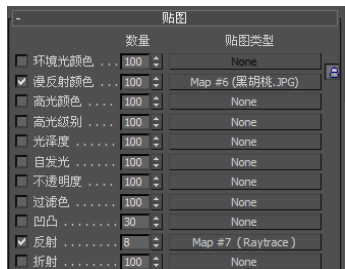 - 贴图
数量 贴图类型
环境光颜色 . . . 100 None
漫反射颜色 . . . 100 Map #6 (黑胡桃.JPG)
高光颜色 . . . . . 100 None
高光级别 . . . . . 100 None
光泽度 . . . . . . . 100 None
自发光 . . . . . . . 100 None
不透明度 . . . . . 100 None
过滤色 . . . . . . . 100 None
凹凸 . . . . . . . . . 30 None
反射 . . . . . . . . . 8 Map #7 ( Raytrace )
折射 . . . . . . . . . 100 None